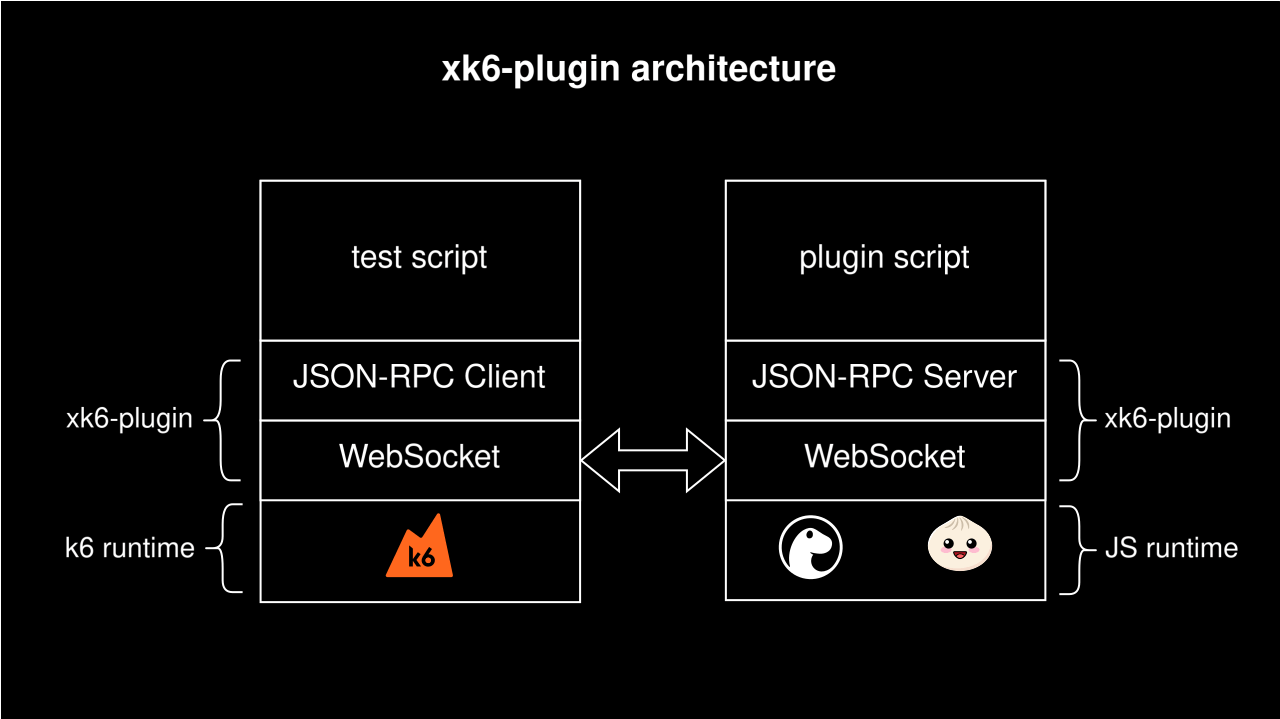 xk6-plugin architecture
test script
JSON-RPC Client
WebSocket
xk6-plugin
k6 runtime
k6
plugin script
JSON-RPC Server
WebSocket
xk6-plugin
JS runtime